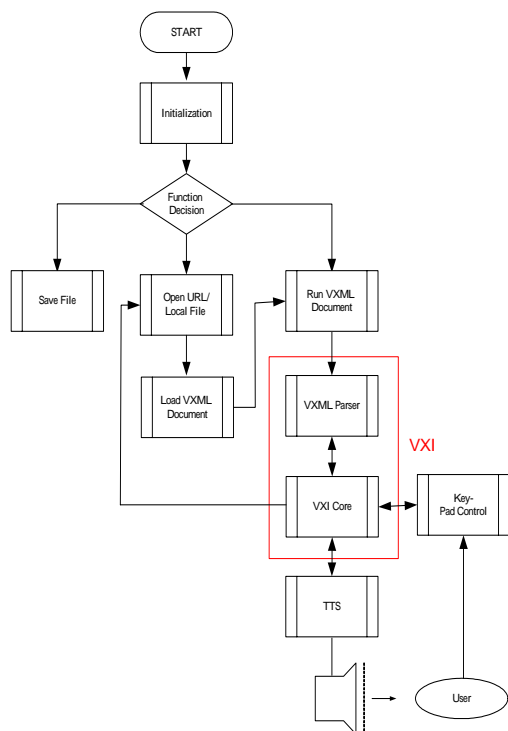 START
Initialization
Function
Decision
Save File
Open URL/
Local File
Run VXML
Document
Load VXML
Document
VXML Parser
VXI
VXI Core
Key-
Pad Control
TTS
User